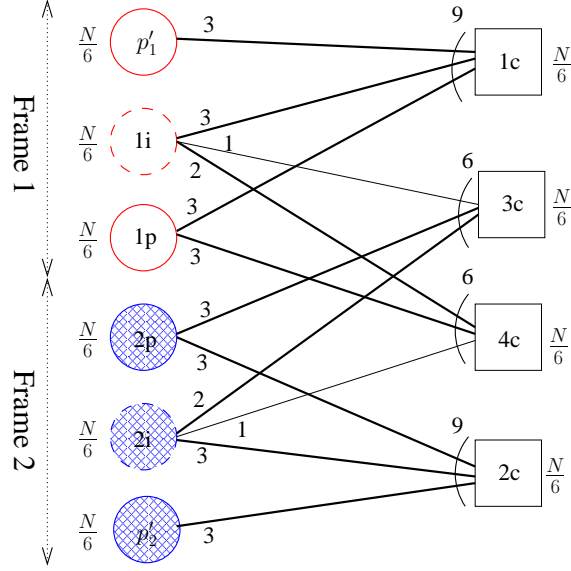 Frame 1
Frame 2
N/6 p′₁ 3 9 1c N/6
N/6 1i 3 1 2 6 3c N/6
N/6 1p 3 3 6 4c N/6
N/6 2p 3 3
N/6 2i 2 1 3 9 2c N/6
N/6 p′₂ 3